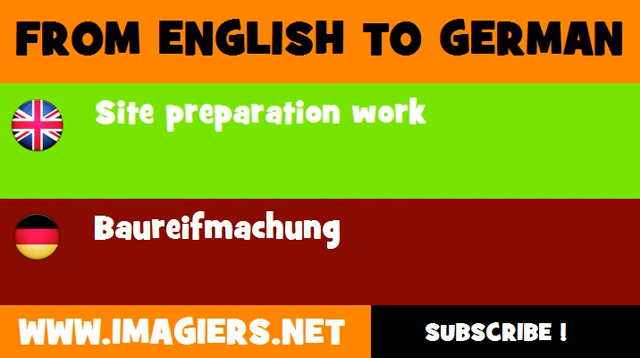 FROM ENGLISH TO GERMAN
Site preparation work
Baureifmachung
WWW.IMAGIERS.NET
SUBSCRIBE !